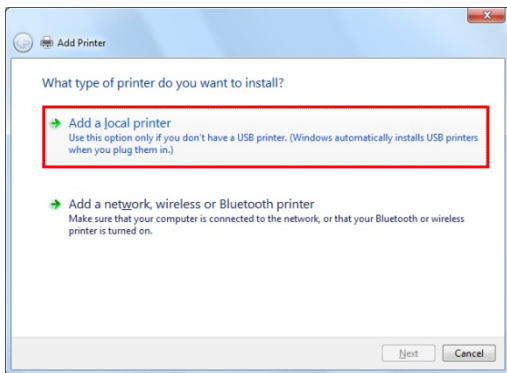 X
Add Printer
What type of printer do you want to install?
Add a local printer
Use this option only if you don't have a USB printer. (Windows automatically installs USB printers
when you plug them in.)
Add a network, wireless or Bluetooth printer
Make sure that your computer is connected to the network, or that your Bluetooth or wireless
printer is turned on.
Next Cancel